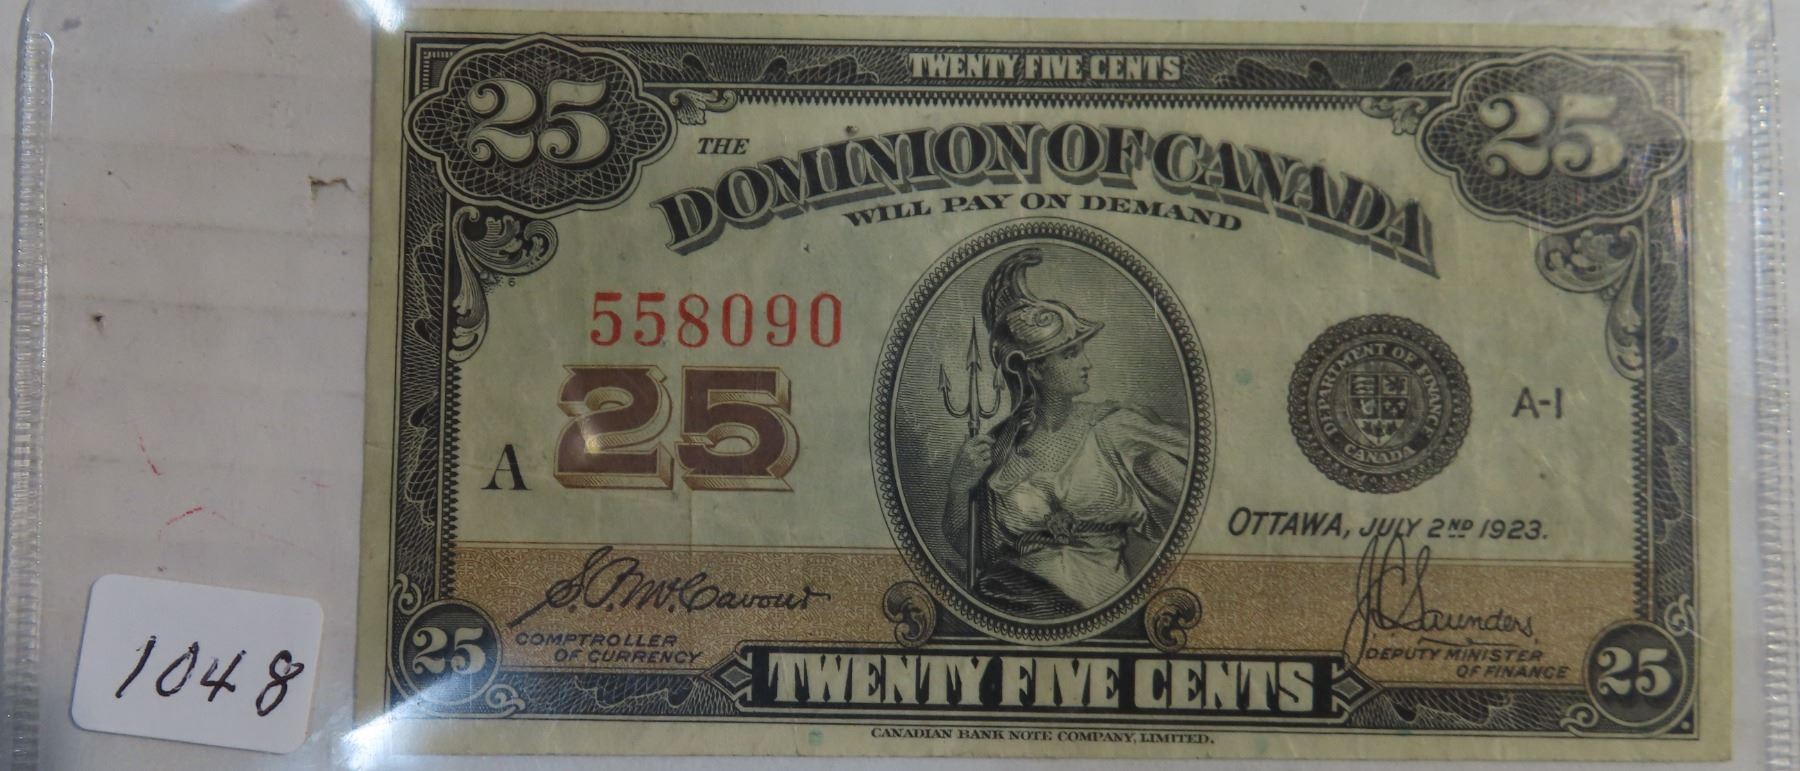 TWENTY FIVE CENTS
25 25
THE
DOMINION OF CANADA
WILL PAY ON DEMAND
6
558090
25
A
DEPARTMENT OF FINANCE
CANADA
A-1
OTTAWA, JULY 2ND 1923.
COMPTROLLER
OF CURRENCY
J.C. Saunders
DEPUTY MINISTER
OF FINANCE
25 TWENTY FIVE CENTS 25
CANADIAN BANK NOTE COMPANY, LIMITED.
1048